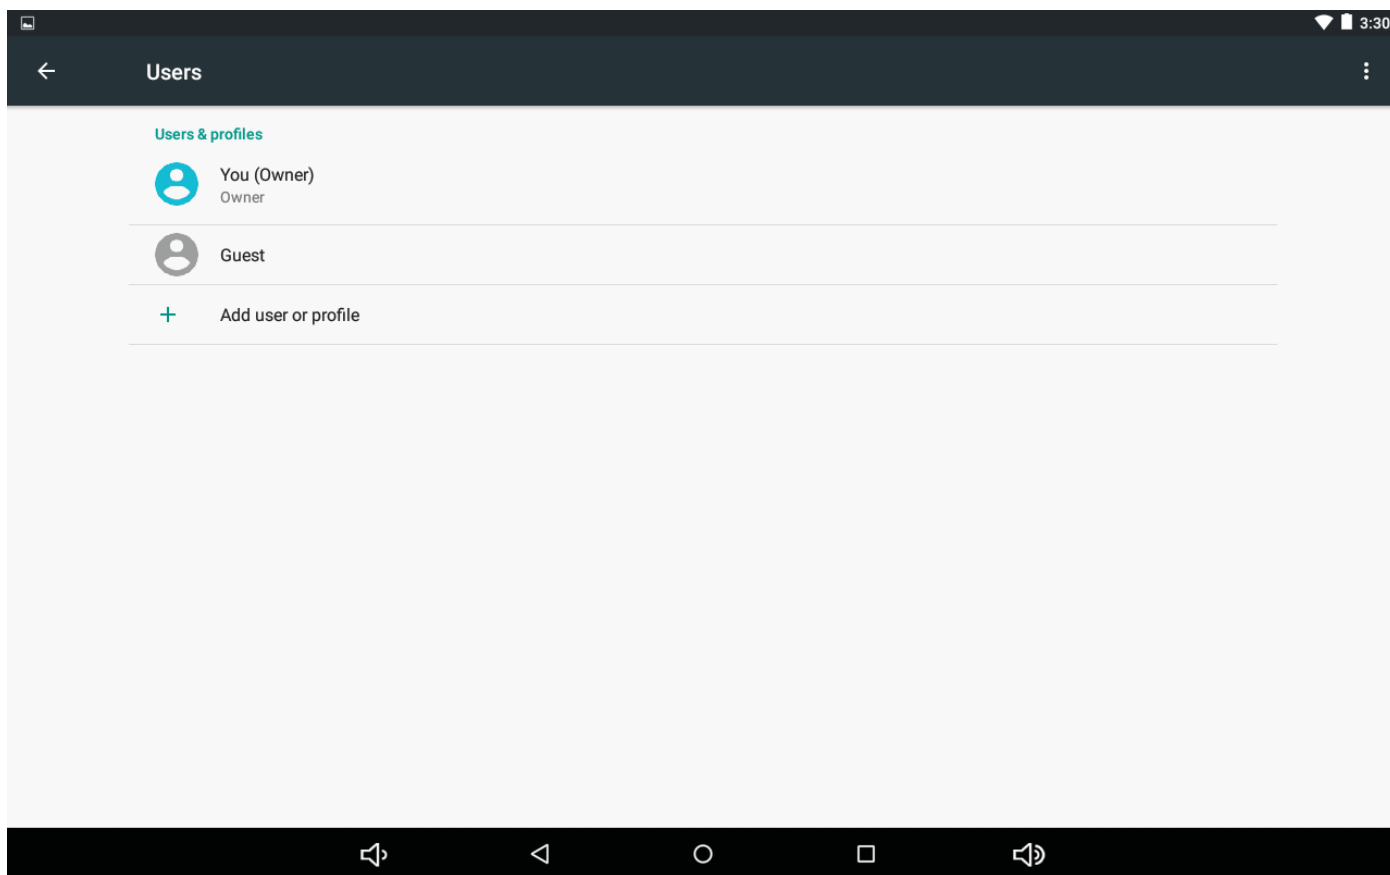 3:30
Users
Users & profiles
You (Owner)
Owner
Guest
Add user or profile